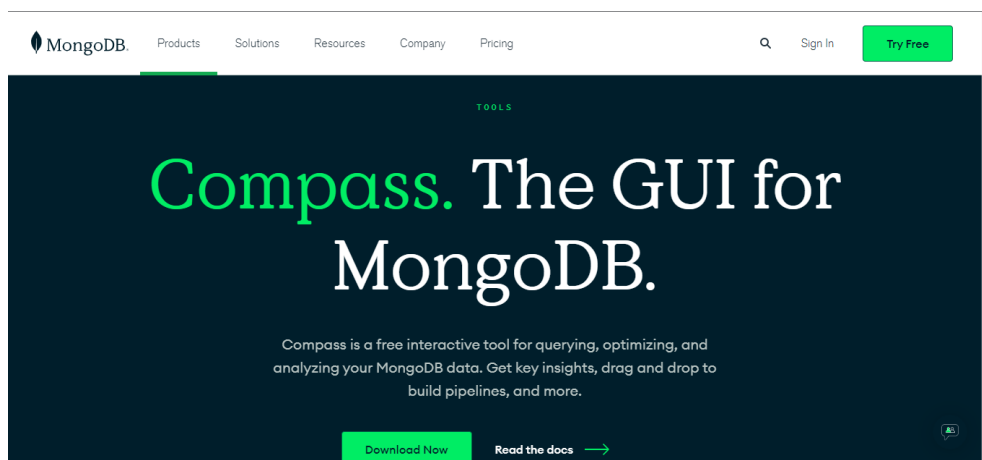 MongoDB.
Products Solutions Resources Company Pricing Sign In Try Free
TOOLS
Compass. The GUI for
MongoDB.
Compass is a free interactive tool for querying, optimizing, and
analyzing your MongoDB data. Get key insights, drag and drop to
build pipelines, and more.
Download Now Read the docs